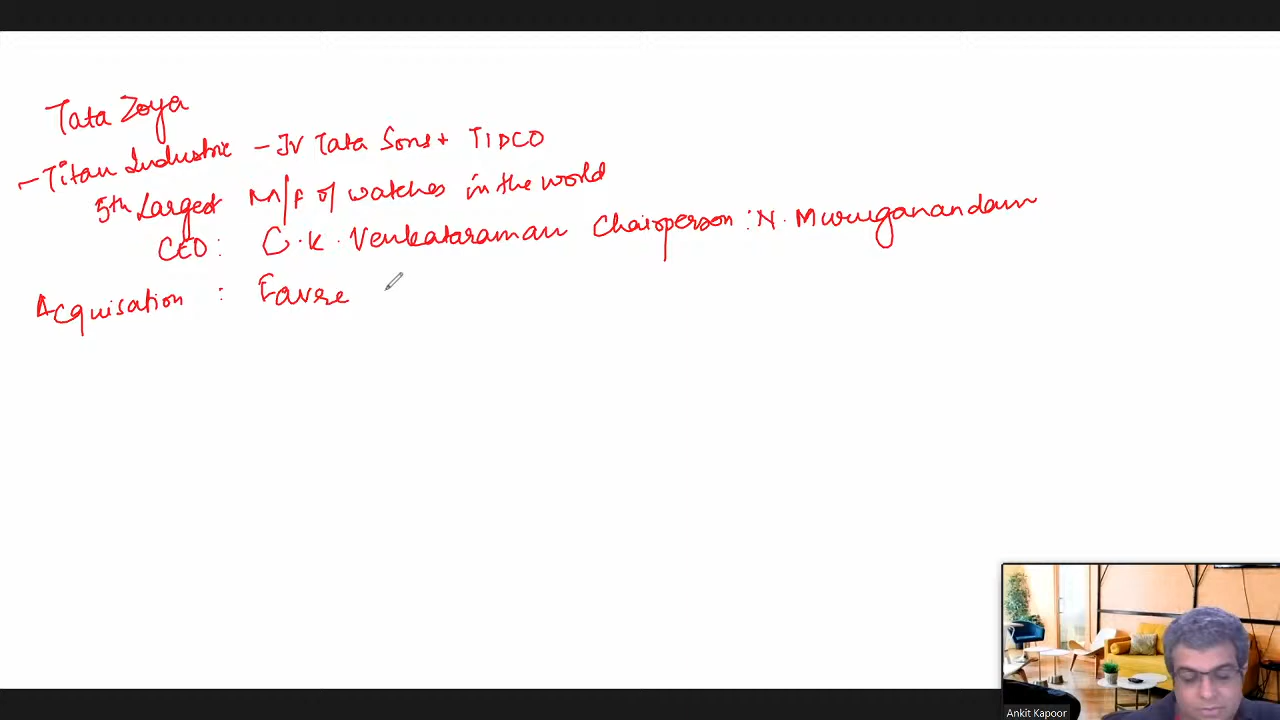 Tata Zoya
- Titan Industrie - JV Tata Sons + TIDCO
5th Largest M/F of watches in the world
CEO: C.K. Venkataraman Chairperson: N. Muruganandam
Acquisation : Favre
Ankit Kapoor